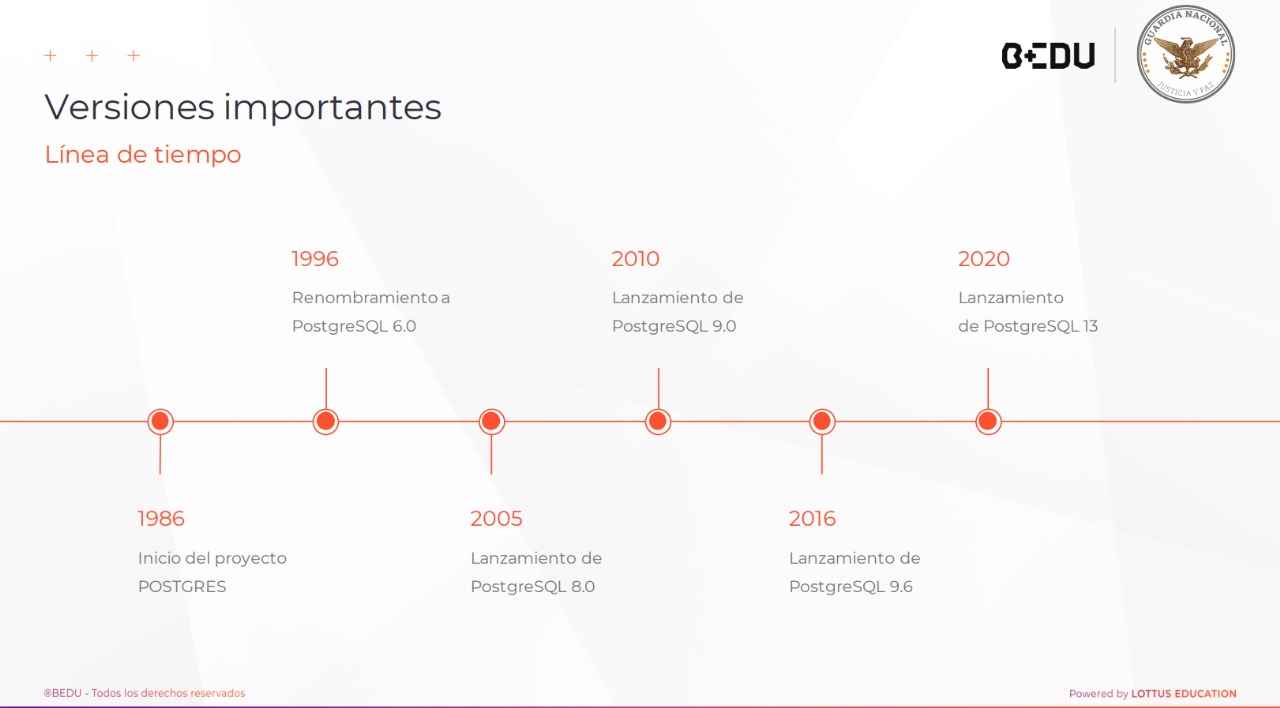 BEDU
GUARDIA NACIONAL
JUSTICIA Y PAZ
Versiones importantes
Línea de tiempo
1996
Renombramiento a
PostgreSQL 6.0
2010
Lanzamiento de
PostgreSQL 9.0
2020
Lanzamiento
de PostgreSQL 13
1986
Inicio del proyecto
POSTGRES
2005
Lanzamiento de
PostgreSQL 8.0
2016
Lanzamiento de
PostgreSQL 9.6
®BEDU - Todos los derechos reservados
Powered by LOTTUS EDUCATION